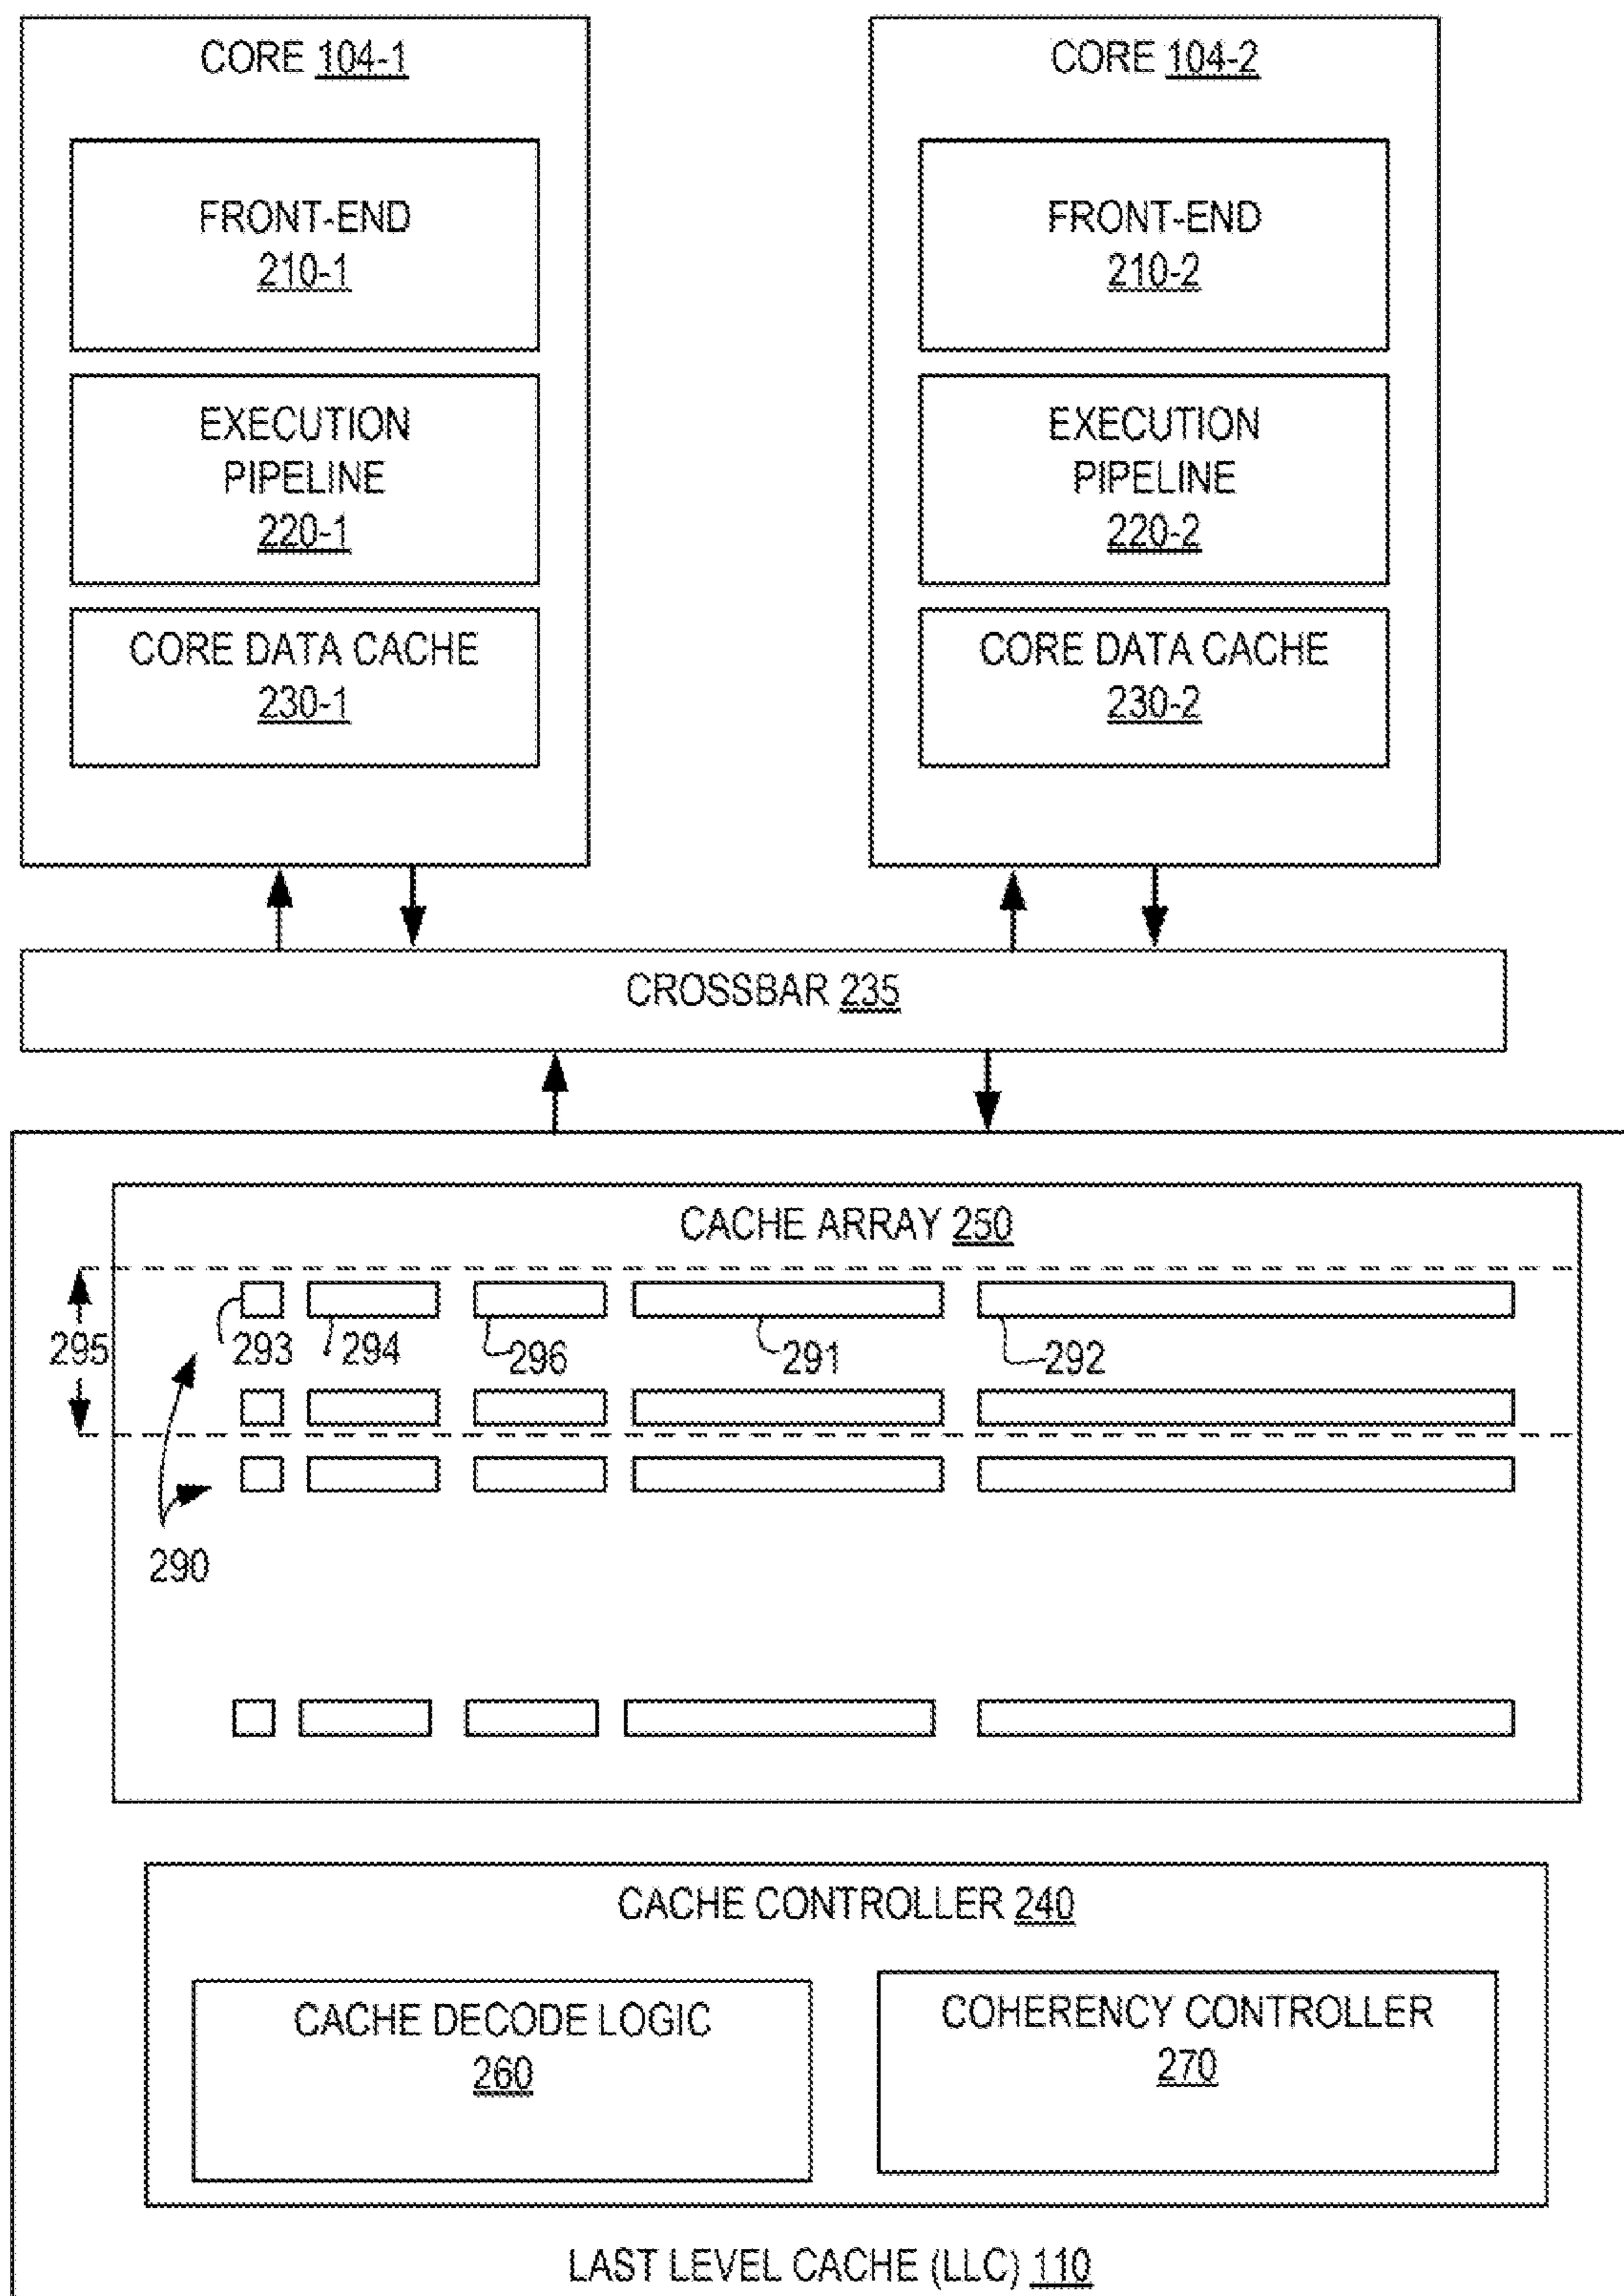 CORE 104-1
FRONT-END
210-1
EXECUTION
PIPELINE
220-1
CORE DATA CACHE
230-1
CORE 104-2
FRONT-END
210-2
EXECUTION
PIPELINE
220-2
CORE DATA CACHE
230-2
CROSSBAR 235
CACHE ARRAY 250
295
293
294
296
291
292
290
CACHE CONTROLLER 240
CACHE DECODE LOGIC
260
COHERENCY CONTROLLER
270
LAST LEVEL CACHE (LLC) 110